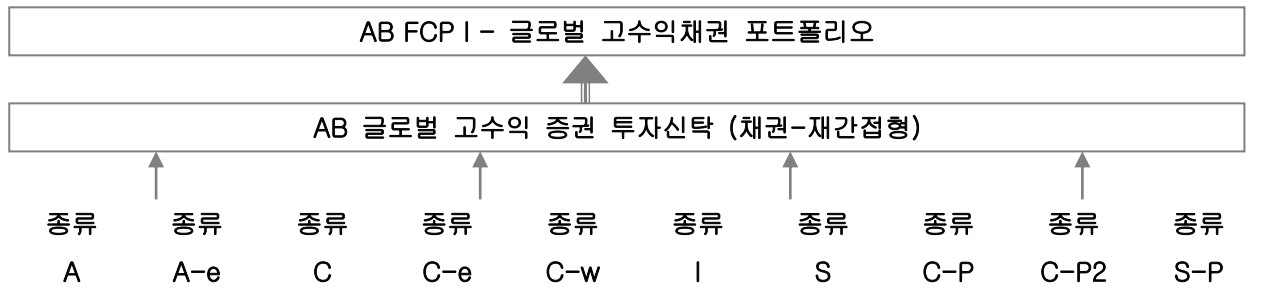 AB FCP I - 글로벌 고수익채권 포트폴리오
AB 글로벌 고수익 증권 투자신탁 (채권-재간접형)
종류 종류 종류 종류 종류 종류 종류 종류 종류 종류
A A-e C C-e C-w I S C-P C-P2 S-P